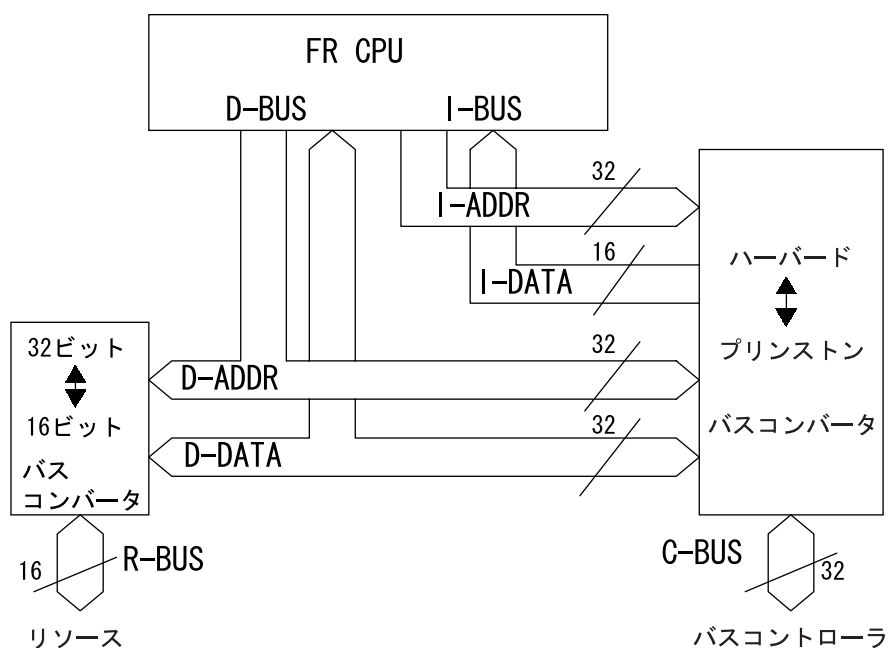 FR CPU
D-BUS
I-BUS
32
I-ADDR
16
I-DATA
ハーバード
プリンストン
バスコンバータ
32ビット
16ビット
バス
コンバータ
32
D-ADDR
32
D-DATA
16
R-BUS
リソース
C-BUS
32
バスコントローラ